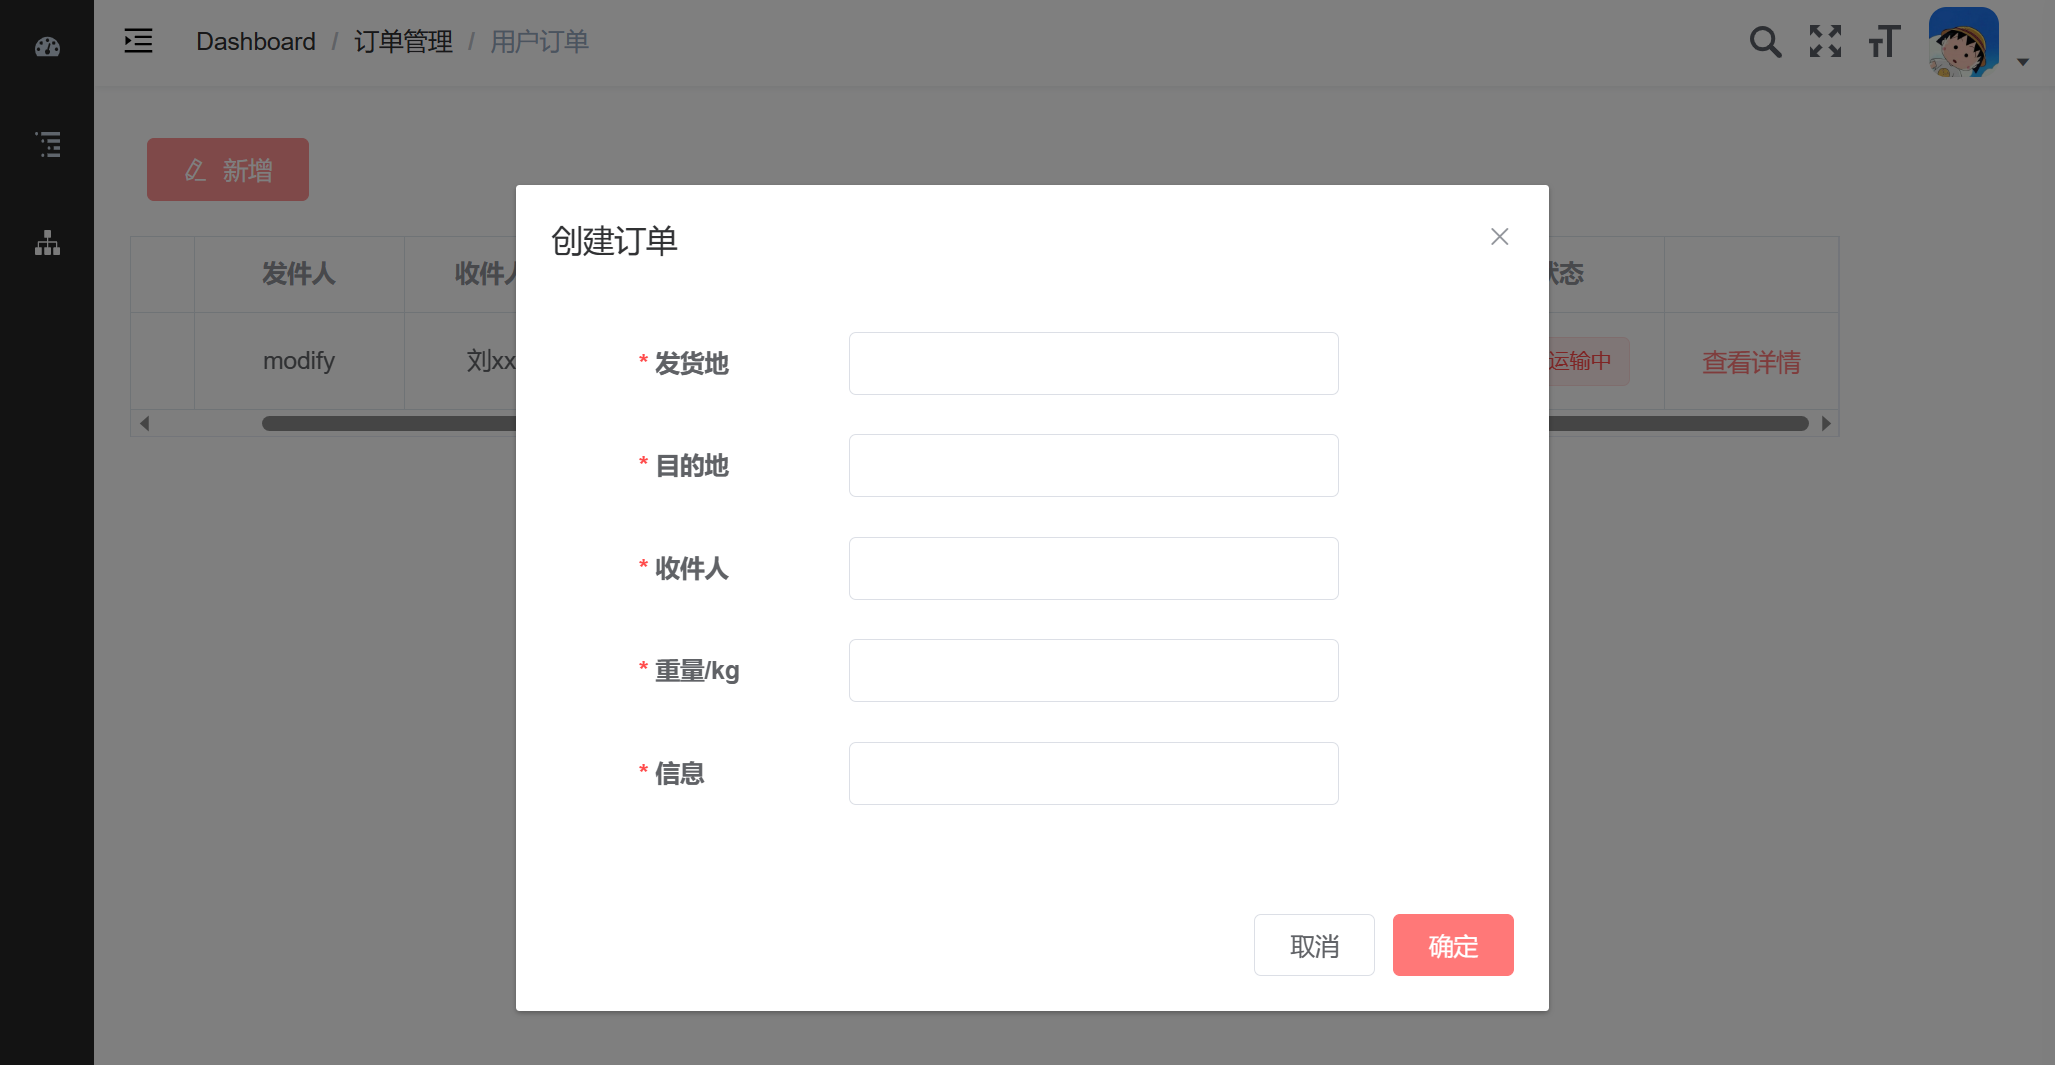 Dashboard / 订单管理 / 用户订单
新增
创建订单
发件人 收件人 状态
modify 刘xx 运输中 查看详情
* 发货地
* 目的地
* 收件人
* 重量/kg
* 信息
取消 确定